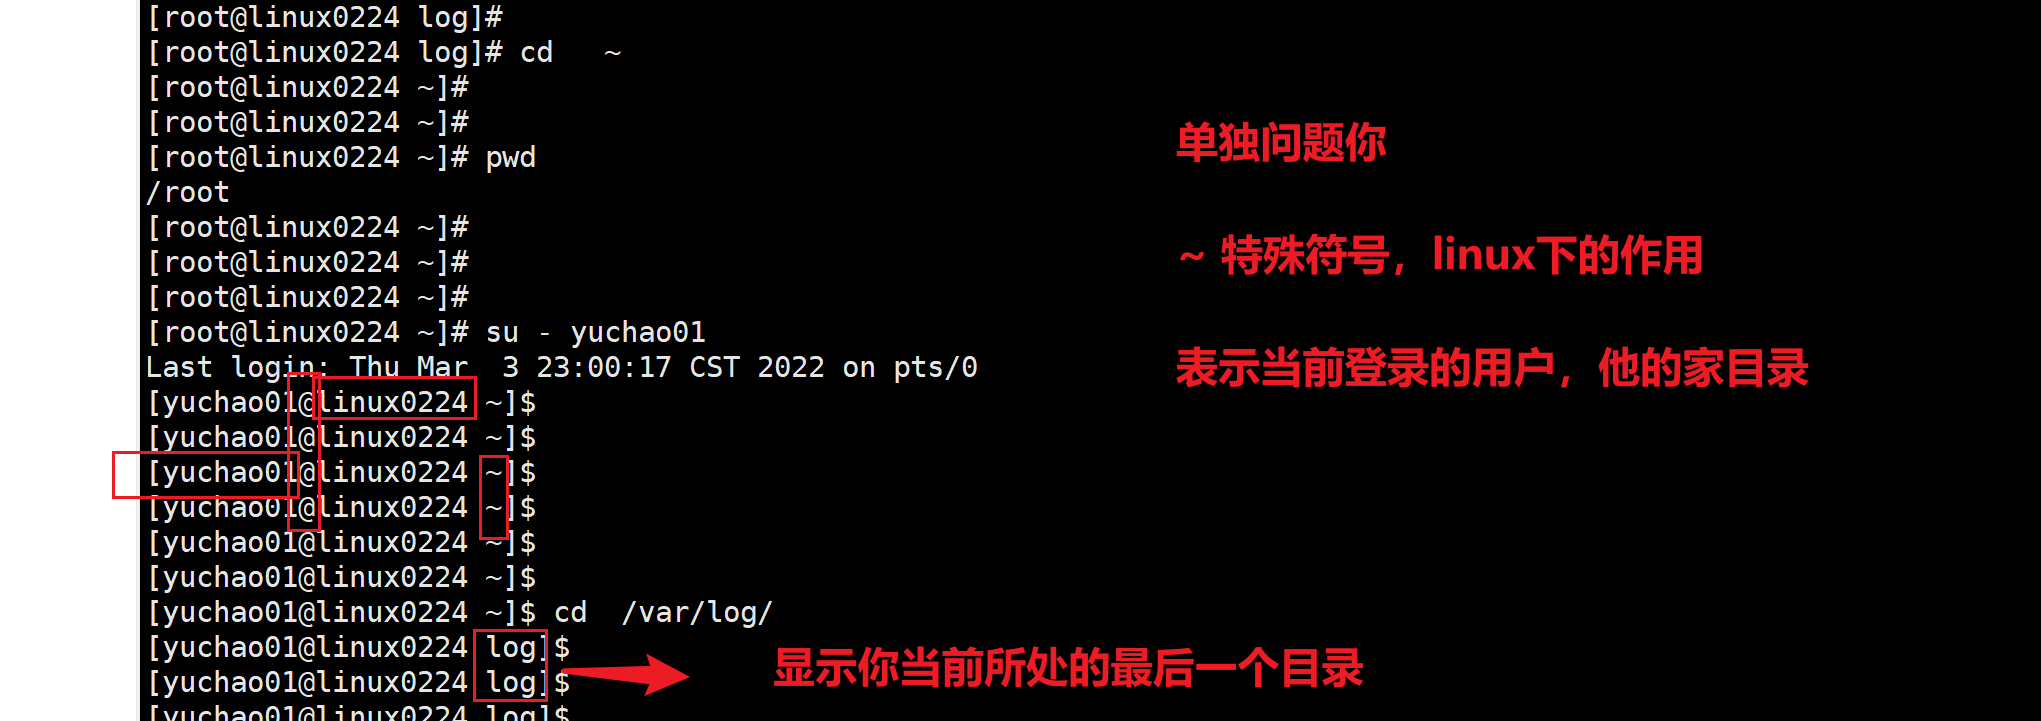 [root@linux0224 log]#
[root@linux0224 log]# cd   ~
[root@linux0224 ~]#
[root@linux0224 ~]#
[root@linux0224 ~]# pwd
/root
[root@linux0224 ~]#
[root@linux0224 ~]#
[root@linux0224 ~]#
[root@linux0224 ~]# su - yuchao01
Last login: Thu Mar  3 23:00:17 CST 2022 on pts/0
[yuchao01@linux0224 ~]$
[yuchao01@linux0224 ~]$
[yuchao01@linux0224 ~]$
[yuchao01@linux0224 ~]$
[yuchao01@linux0224 ~]$
[yuchao01@linux0224 ~]$
[yuchao01@linux0224 ~]$ cd  /var/log/
[yuchao01@linux0224 log]$
[yuchao01@linux0224 log]$
[yuchao01@linux0224 log]$
单独问题你
~ 特殊符号，linux下的作用
表示当前登录的用户，他的家目录
显示你当前所处的最后一个目录